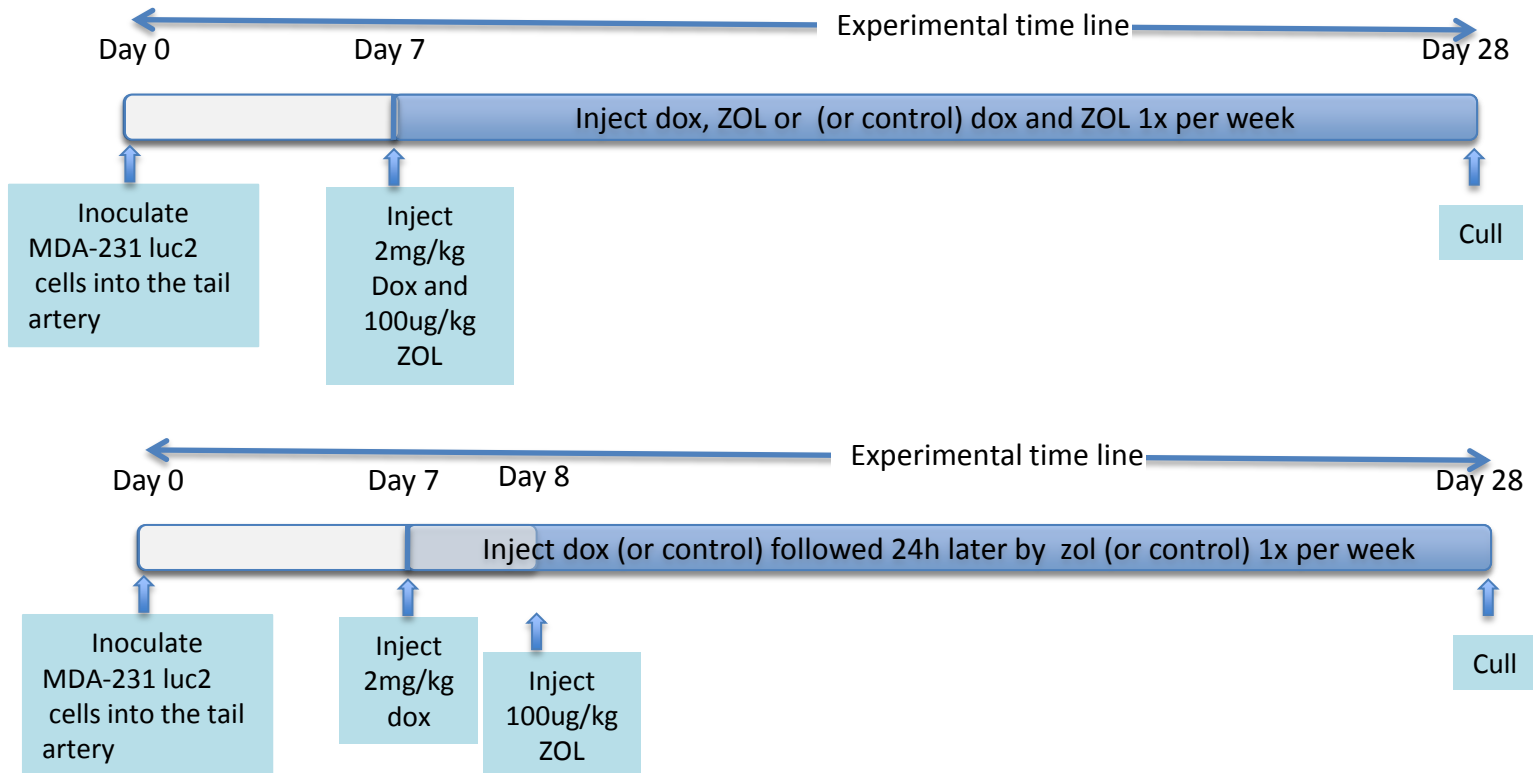 Experimental time line
Day 0
Day 7
Day 28
Inject dox, ZOL or (or control) dox and ZOL 1x per week
Inoculate
MDA-231 luc2
cells into the tail
artery
Inject
2mg/kg
Dox and
100ug/kg
ZOL
Cull
Experimental time line
Day 0
Day 7
Day 8
Day 28
Inject dox (or control) followed 24h later by zol (or control) 1x per week
Inoculate
MDA-231 luc2
cells into the tail
artery
Inject
2mg/kg
dox
Inject
100ug/kg
ZOL
Cull